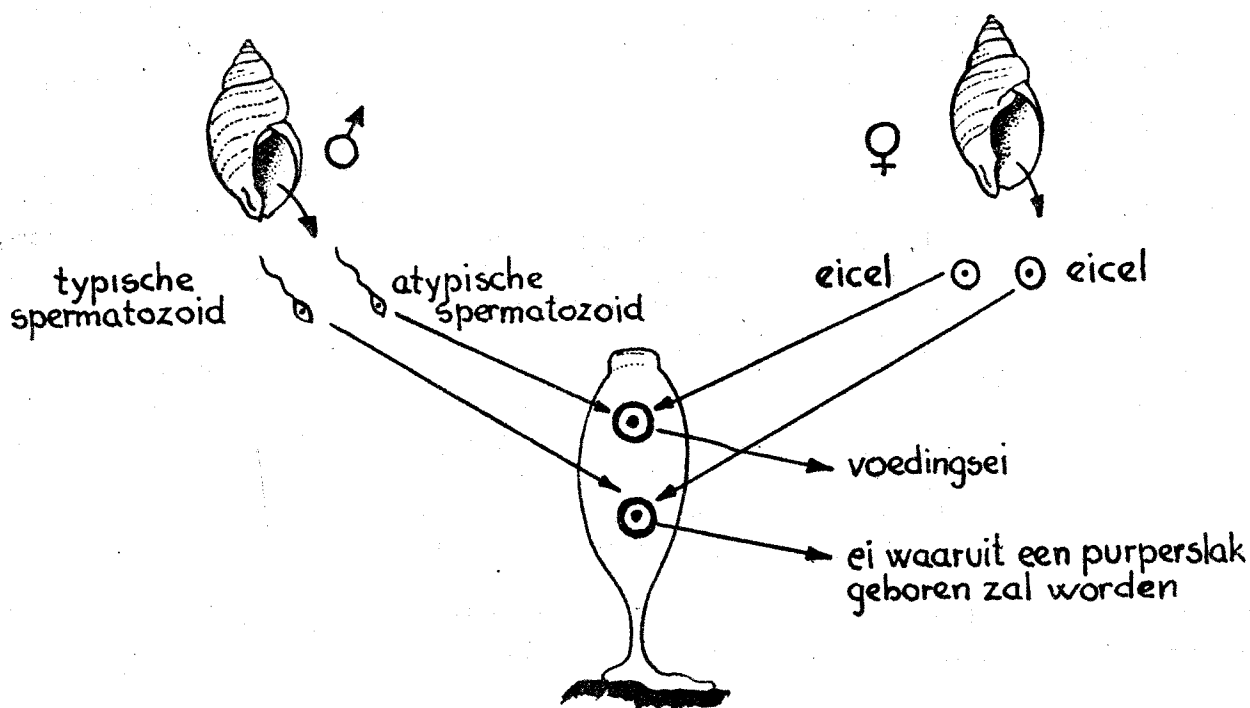 ♂
♀
typische
spermatozoid
atypische
spermatozoid
eicel
eicel
voedingsei
ei waaruit een purperslak
geboren zal worden